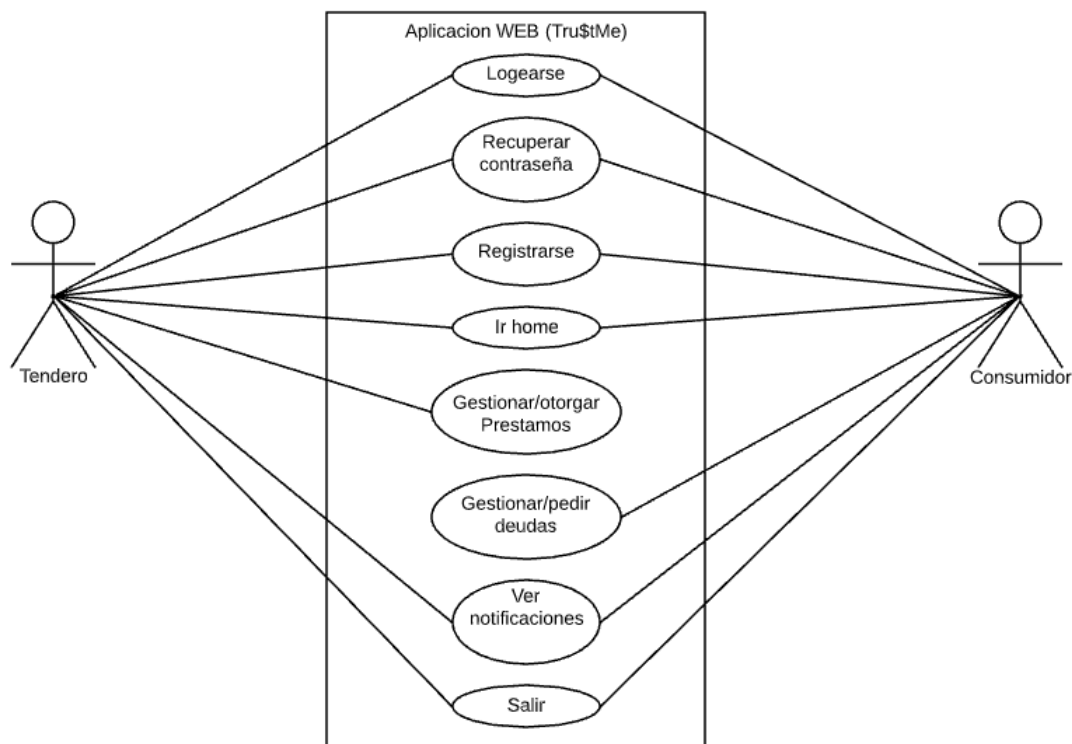 Aplicacion WEB (Tru$tMe)
Logearse
Recuperar
contraseña
Registrarse
Ir home
Tendero
Consumidor
Gestionar/otorgar
Prestamos
Gestionar/pedir
deudas
Ver
notificaciones
Salir